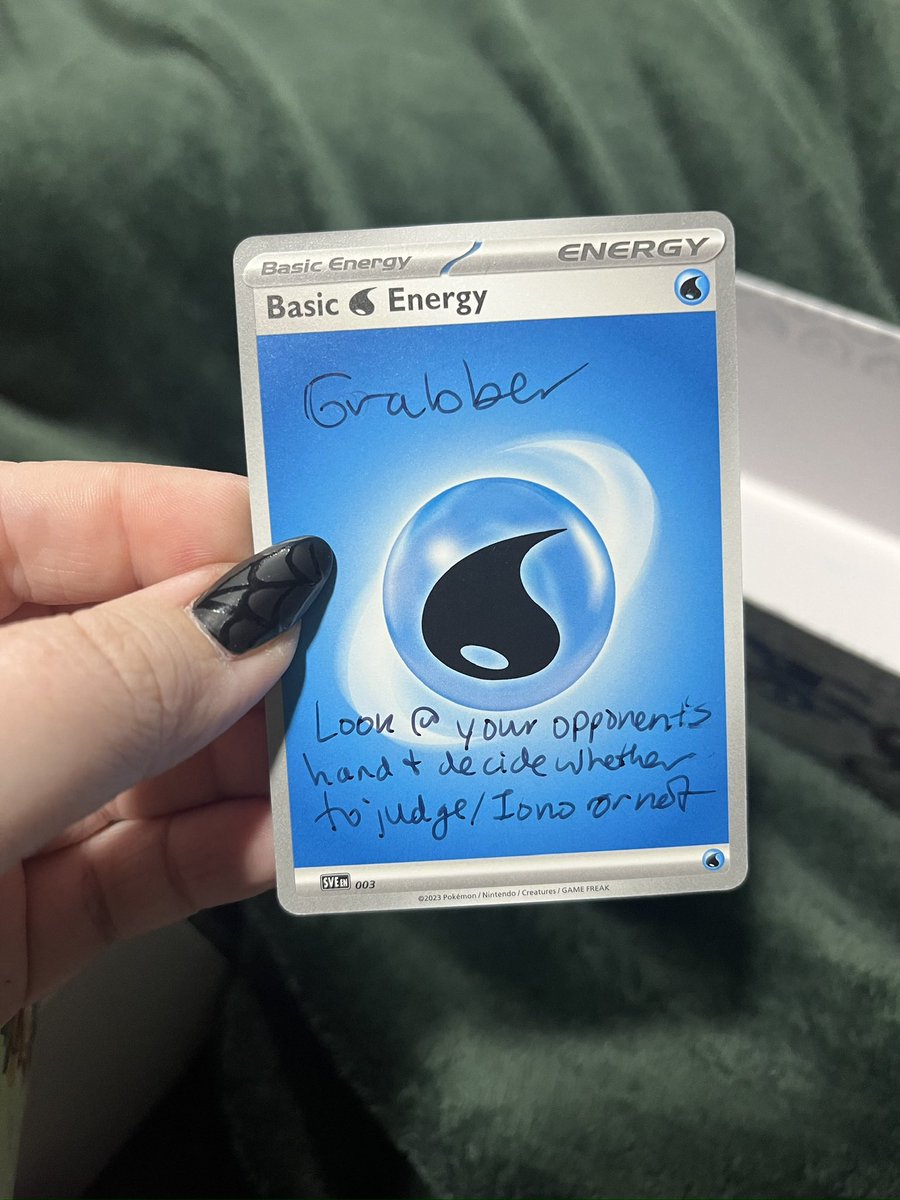 Basic Energy ENERGY
Basic Energy
Grabber
Look @ your opponent's
hand + decide whether
to judge/Iono or not
SVE EN 003
©2023 Pokémon / Nintendo / Creatures / GAME FREAK